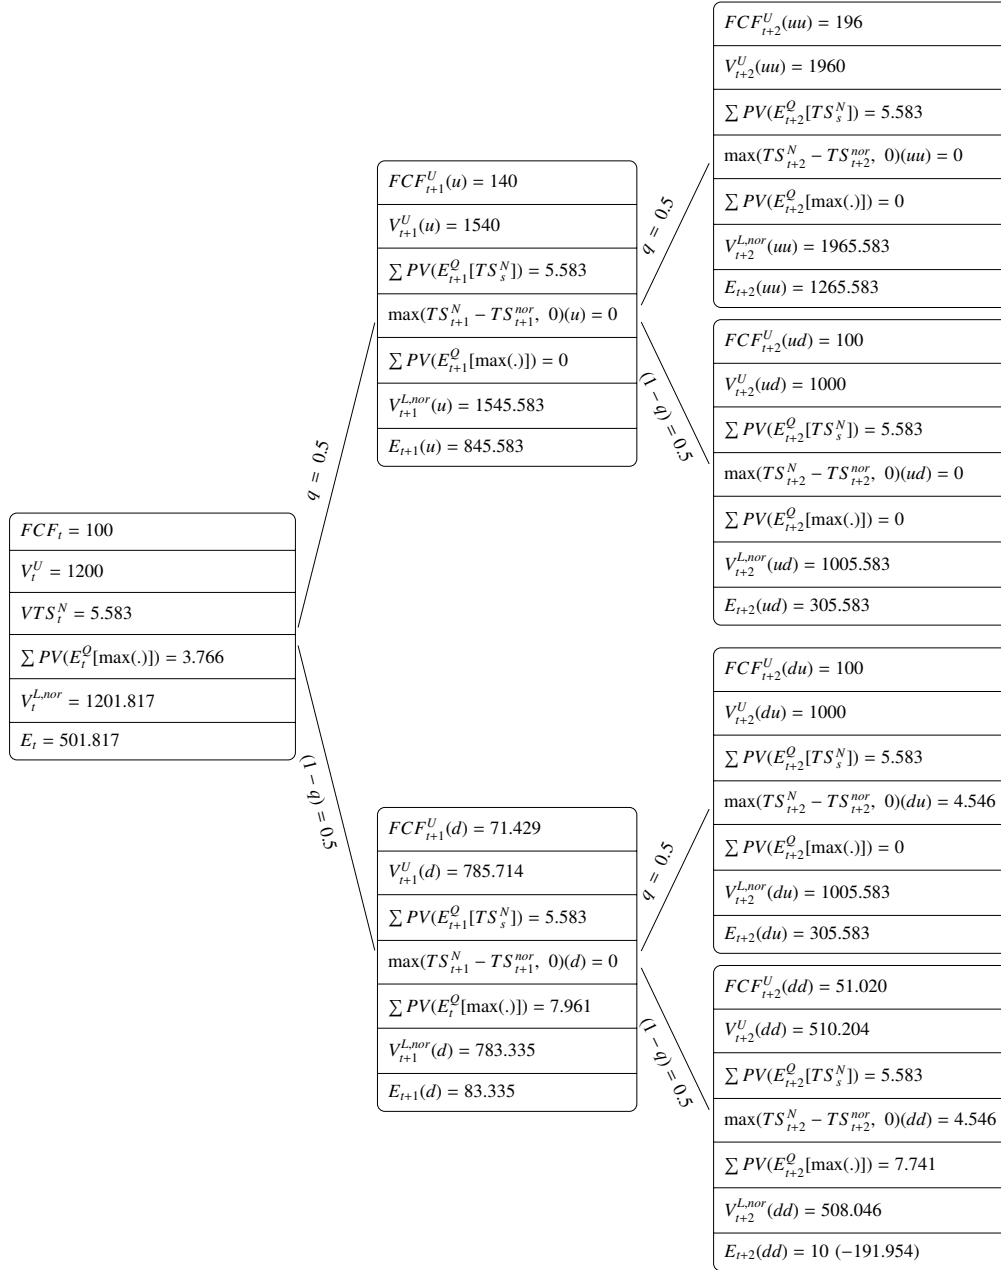 FCF_t = 100
V_t^U = 1200
VTS_t^N = 5.583
∑ PV(E_t^Q[max(.)]) = 3.766
V_t^{L,nor} = 1201.817
E_t = 501.817
q = 0.5
(1 − q) = 0.5
FCF_{t+1}^U(u) = 140
V_{t+1}^U(u) = 1540
∑ PV(E_{t+1}^Q[TS_s^N]) = 5.583
max(TS_{t+1}^N − TS_{t+1}^{nor}, 0)(u) = 0
∑ PV(E_{t+1}^Q[max(.)]) = 0
V_{t+1}^{L,nor}(u) = 1545.583
E_{t+1}(u) = 845.583
q = 0.5
(1 − q) = 0.5
FCF_{t+1}^U(d) = 71.429
V_{t+1}^U(d) = 785.714
∑ PV(E_{t+1}^Q[TS_s^N]) = 5.583
max(TS_{t+1}^N − TS_{t+1}^{nor}, 0)(d) = 0
∑ PV(E_t^Q[max(.)]) = 7.961
V_{t+1}^{L,nor}(d) = 783.335
E_{t+1}(d) = 83.335
q = 0.5
(1 − q) = 0.5
FCF_{t+2}^U(uu) = 196
V_{t+2}^U(uu) = 1960
∑ PV(E_{t+2}^Q[TS_s^N]) = 5.583
max(TS_{t+2}^N − TS_{t+2}^{nor}, 0)(uu) = 0
∑ PV(E_{t+2}^Q[max(.)]) = 0
V_{t+2}^{L,nor}(uu) = 1965.583
E_{t+2}(uu) = 1265.583
FCF_{t+2}^U(ud) = 100
V_{t+2}^U(ud) = 1000
∑ PV(E_{t+2}^Q[TS_s^N]) = 5.583
max(TS_{t+2}^N − TS_{t+2}^{nor}, 0)(ud) = 0
∑ PV(E_{t+2}^Q[max(.)]) = 0
V_{t+2}^{L,nor}(ud) = 1005.583
E_{t+2}(ud) = 305.583
FCF_{t+2}^U(du) = 100
V_{t+2}^U(du) = 1000
∑ PV(E_{t+2}^Q[TS_s^N]) = 5.583
max(TS_{t+2}^N − TS_{t+2}^{nor}, 0)(du) = 4.546
∑ PV(E_{t+2}^Q[max(.)]) = 0
V_{t+2}^{L,nor}(du) = 1005.583
E_{t+2}(du) = 305.583
FCF_{t+2}^U(dd) = 51.020
V_{t+2}^U(dd) = 510.204
∑ PV(E_{t+2}^Q[TS_s^N]) = 5.583
max(TS_{t+2}^N − TS_{t+2}^{nor}, 0)(dd) = 4.546
∑ PV(E_{t+2}^Q[max(.)]) = 7.741
V_{t+2}^{L,nor}(dd) = 508.046
E_{t+2}(dd) = 10 (−191.954)